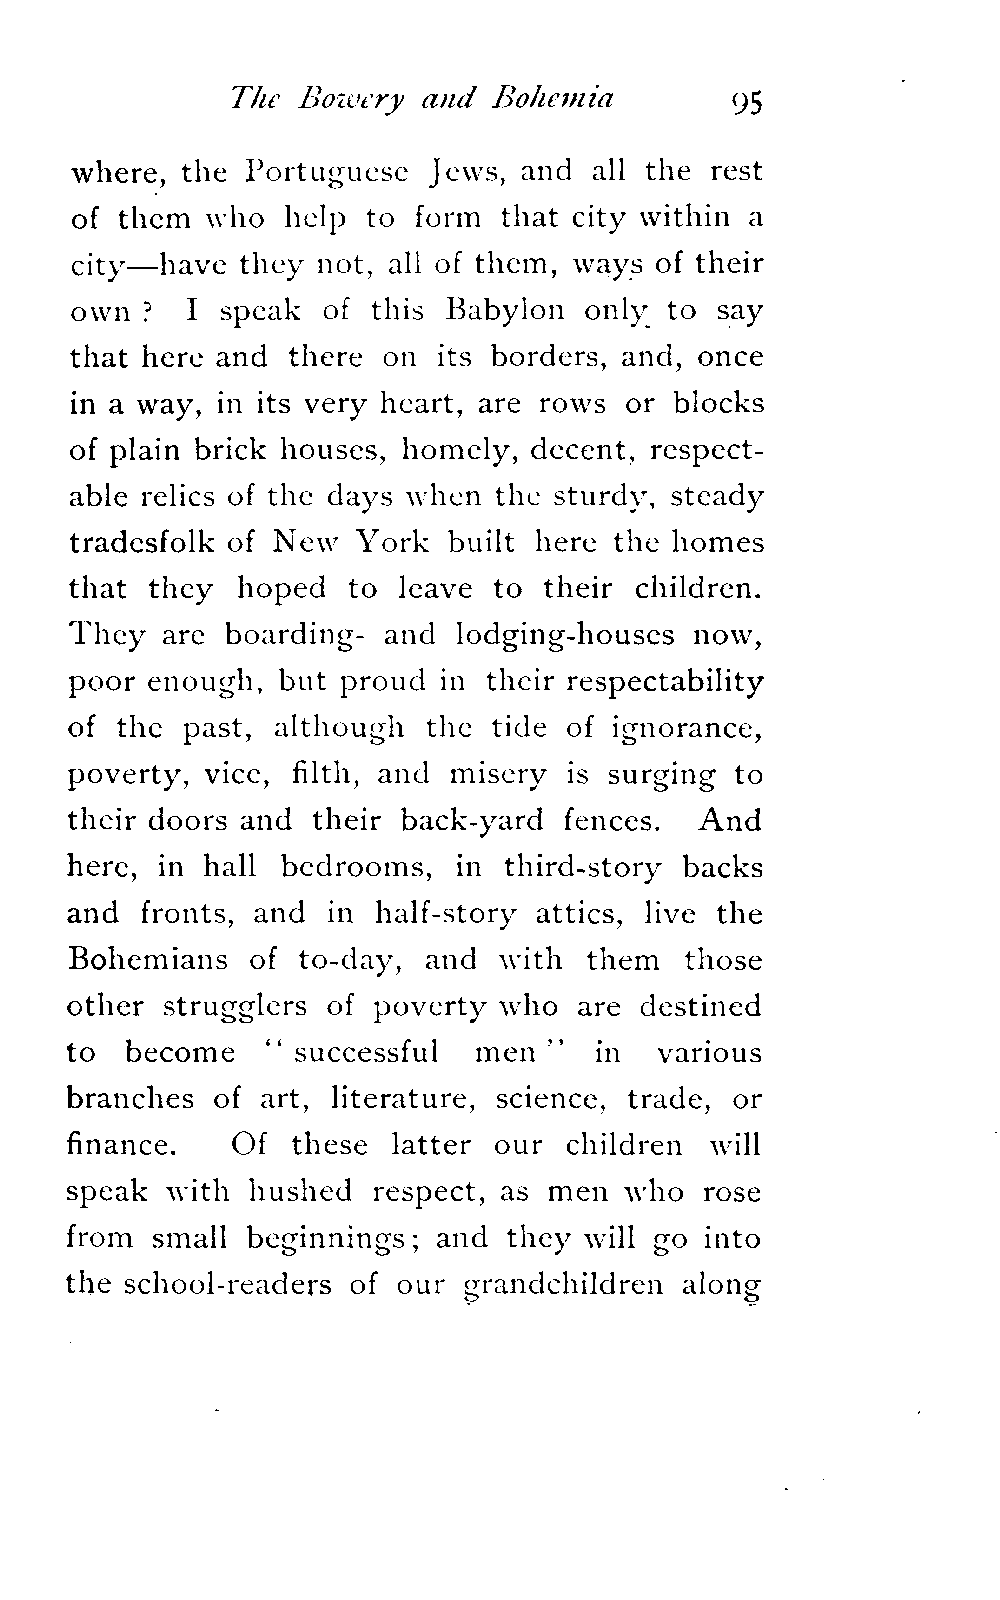 The Bowery and Bohemia 95
where, the Portuguese Jews, and all the rest
of them who help to form that city within a
city—have they not, all of them, ways of their
own ? I speak of this Babylon only to say
that here and there on its borders, and, once
in a way, in its very heart, are rows or blocks
of plain brick houses, homely, decent, respect-
able relics of the days when the sturdy, steady
tradesfolk of New York built here the homes
that they hoped to leave to their children.
They are boarding- and lodging-houses now,
poor enough, but proud in their respectability
of the past, although the tide of ignorance,
poverty, vice, filth, and misery is surging to
their doors and their back-yard fences. And
here, in hall bedrooms, in third-story backs
and fronts, and in half-story attics, live the
Bohemians of to-day, and with them those
other strugglers of poverty who are destined
to become “ successful men ” in various
branches of art, literature, science, trade, or
finance. Of these latter our children will
speak with hushed respect, as men who rose
from small beginnings; and they will go into
the school-readers of our grandchildren along